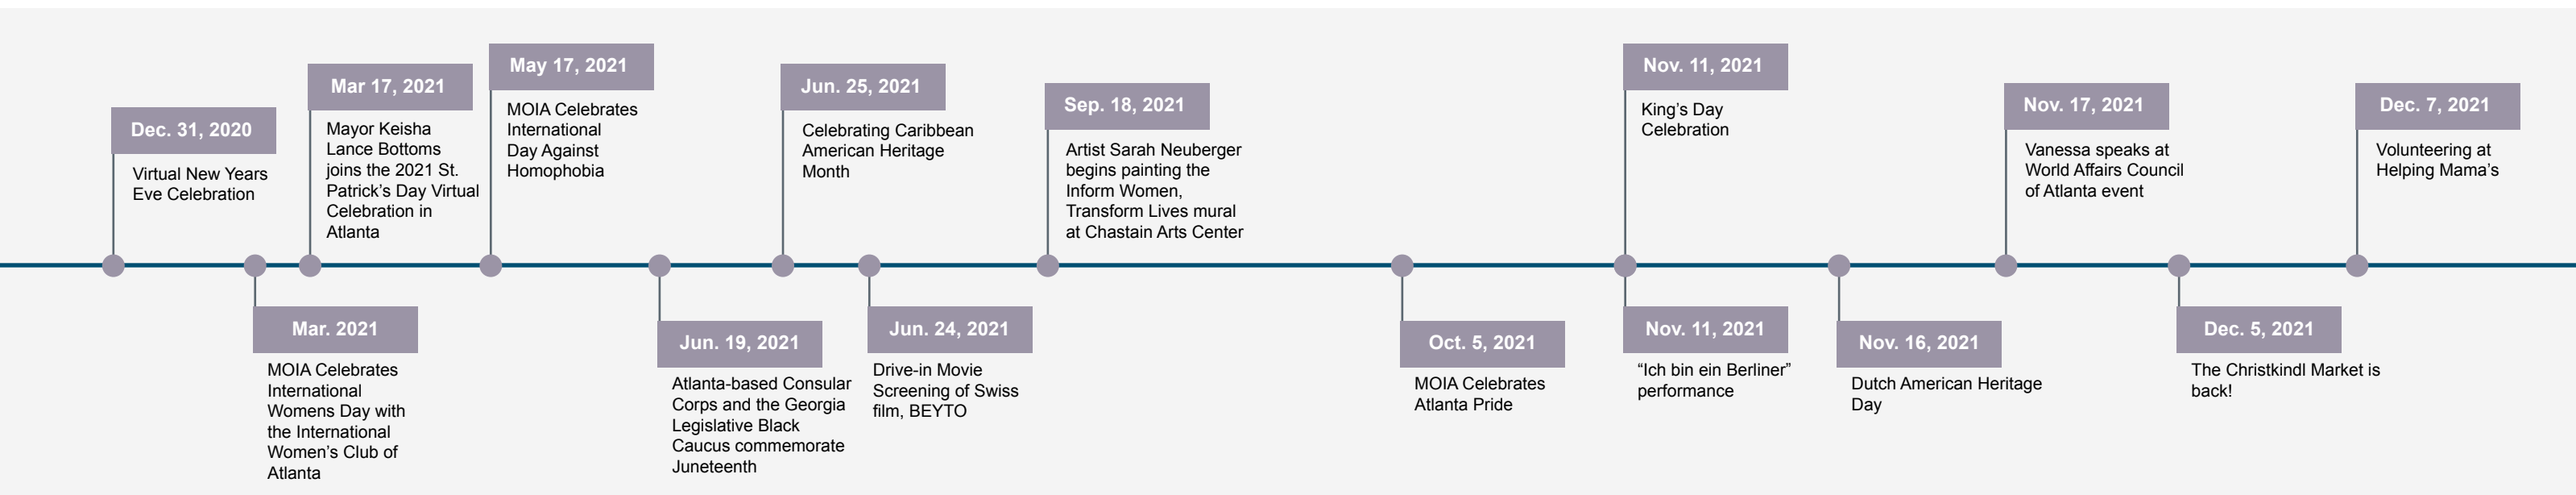 Dec. 31, 2020
Virtual New Years
Eve Celebration
Mar. 2021
MOIA Celebrates
International
Womens Day with
the International
Women’s Club of
Atlanta
Mar 17, 2021
Mayor Keisha
Lance Bottoms
joins the 2021 St.
Patrick’s Day Virtual
Celebration in
Atlanta
May 17, 2021
MOIA Celebrates
International
Day Against
Homophobia
Jun. 19, 2021
Atlanta-based Consular
Corps and the Georgia
Legislative Black
Caucus commemorate
Juneteenth
Jun. 25, 2021
Celebrating Caribbean
American Heritage
Month
Jun. 24, 2021
Drive-in Movie
Screening of Swiss
film, BEYTO
Sep. 18, 2021
Artist Sarah Neuberger
begins painting the
Inform Women,
Transform Lives mural
at Chastain Arts Center
Oct. 5, 2021
MOIA Celebrates
Atlanta Pride
Nov. 11, 2021
King’s Day
Celebration
Nov. 11, 2021
“Ich bin ein Berliner”
performance
Nov. 16, 2021
Dutch American Heritage
Day
Nov. 17, 2021
Vanessa speaks at
World Affairs Council
of Atlanta event
Dec. 5, 2021
The Christkindl Market is
back!
Dec. 7, 2021
Volunteering at
Helping Mama’s